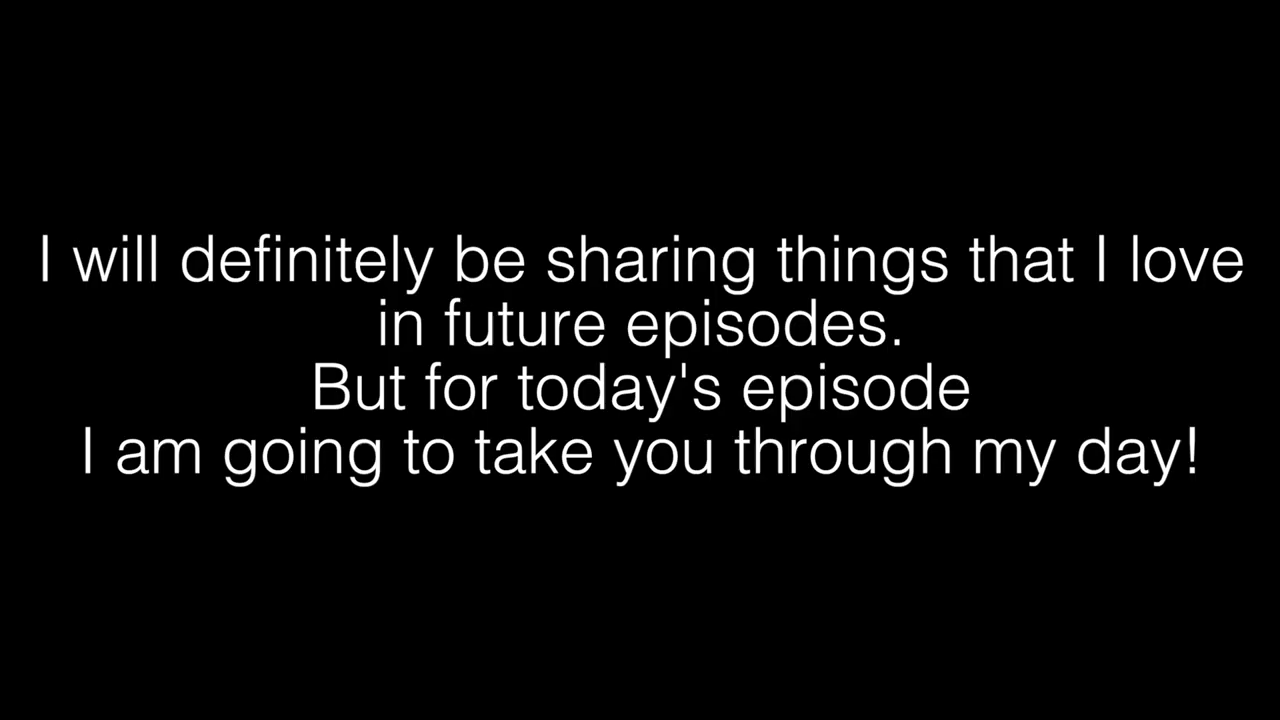 I will definitely be sharing things that I love
in future episodes.
But for today's episode
I am going to take you through my day!